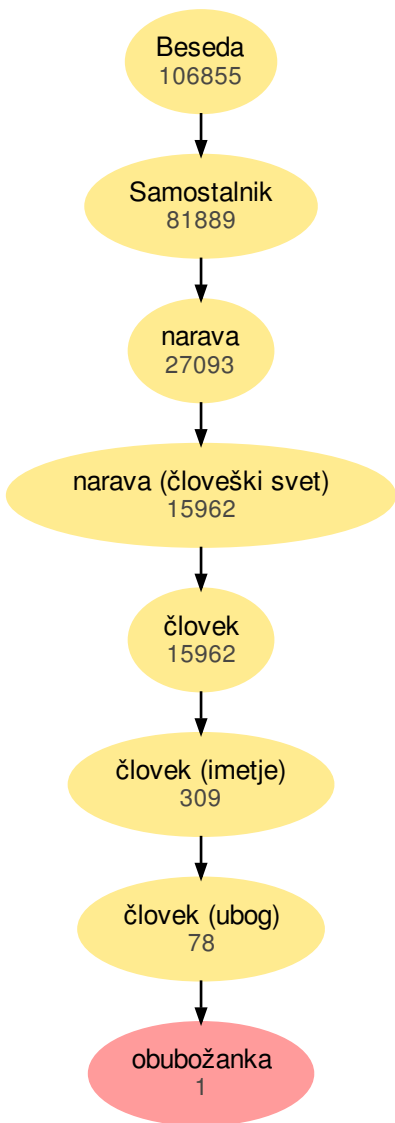 Beseda
106855
Samostalnik
81889
narava
27093
narava (človeški svet)
15962
človek
15962
človek (imetje)
309
človek (ubog)
78
obubožanka
1